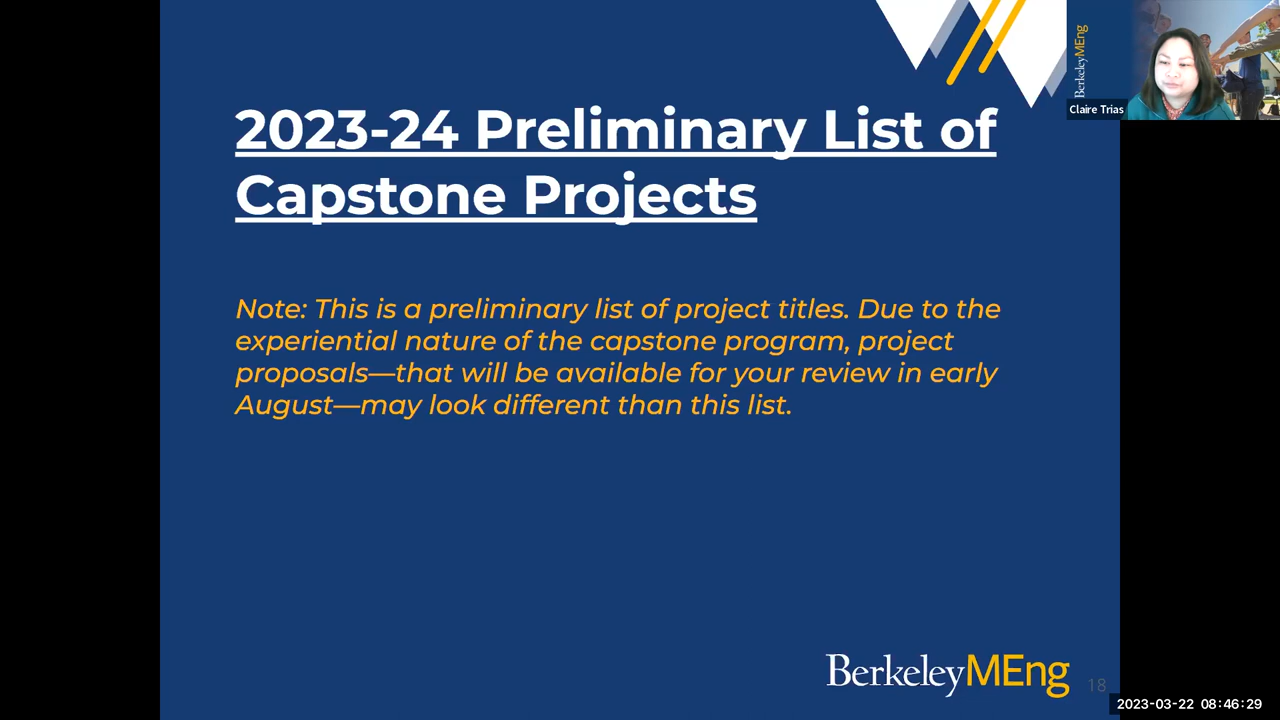 BerkeleyMEng
Claire Trias
2023-24 Preliminary List of
Capstone Projects
Note: This is a preliminary list of project titles. Due to the
experiential nature of the capstone program, project
proposals—that will be available for your review in early
August—may look different than this list.
BerkeleyMEng
18
2023-03-22 08:46:29